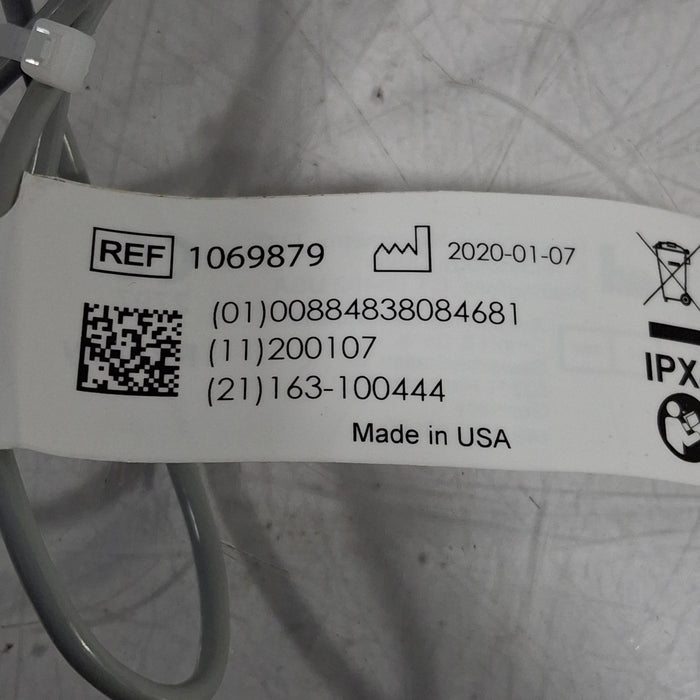 REF 1069879 2020-01-07
(01)00884838084681
(11)200107
(21)163-100444
Made in USA
IPX